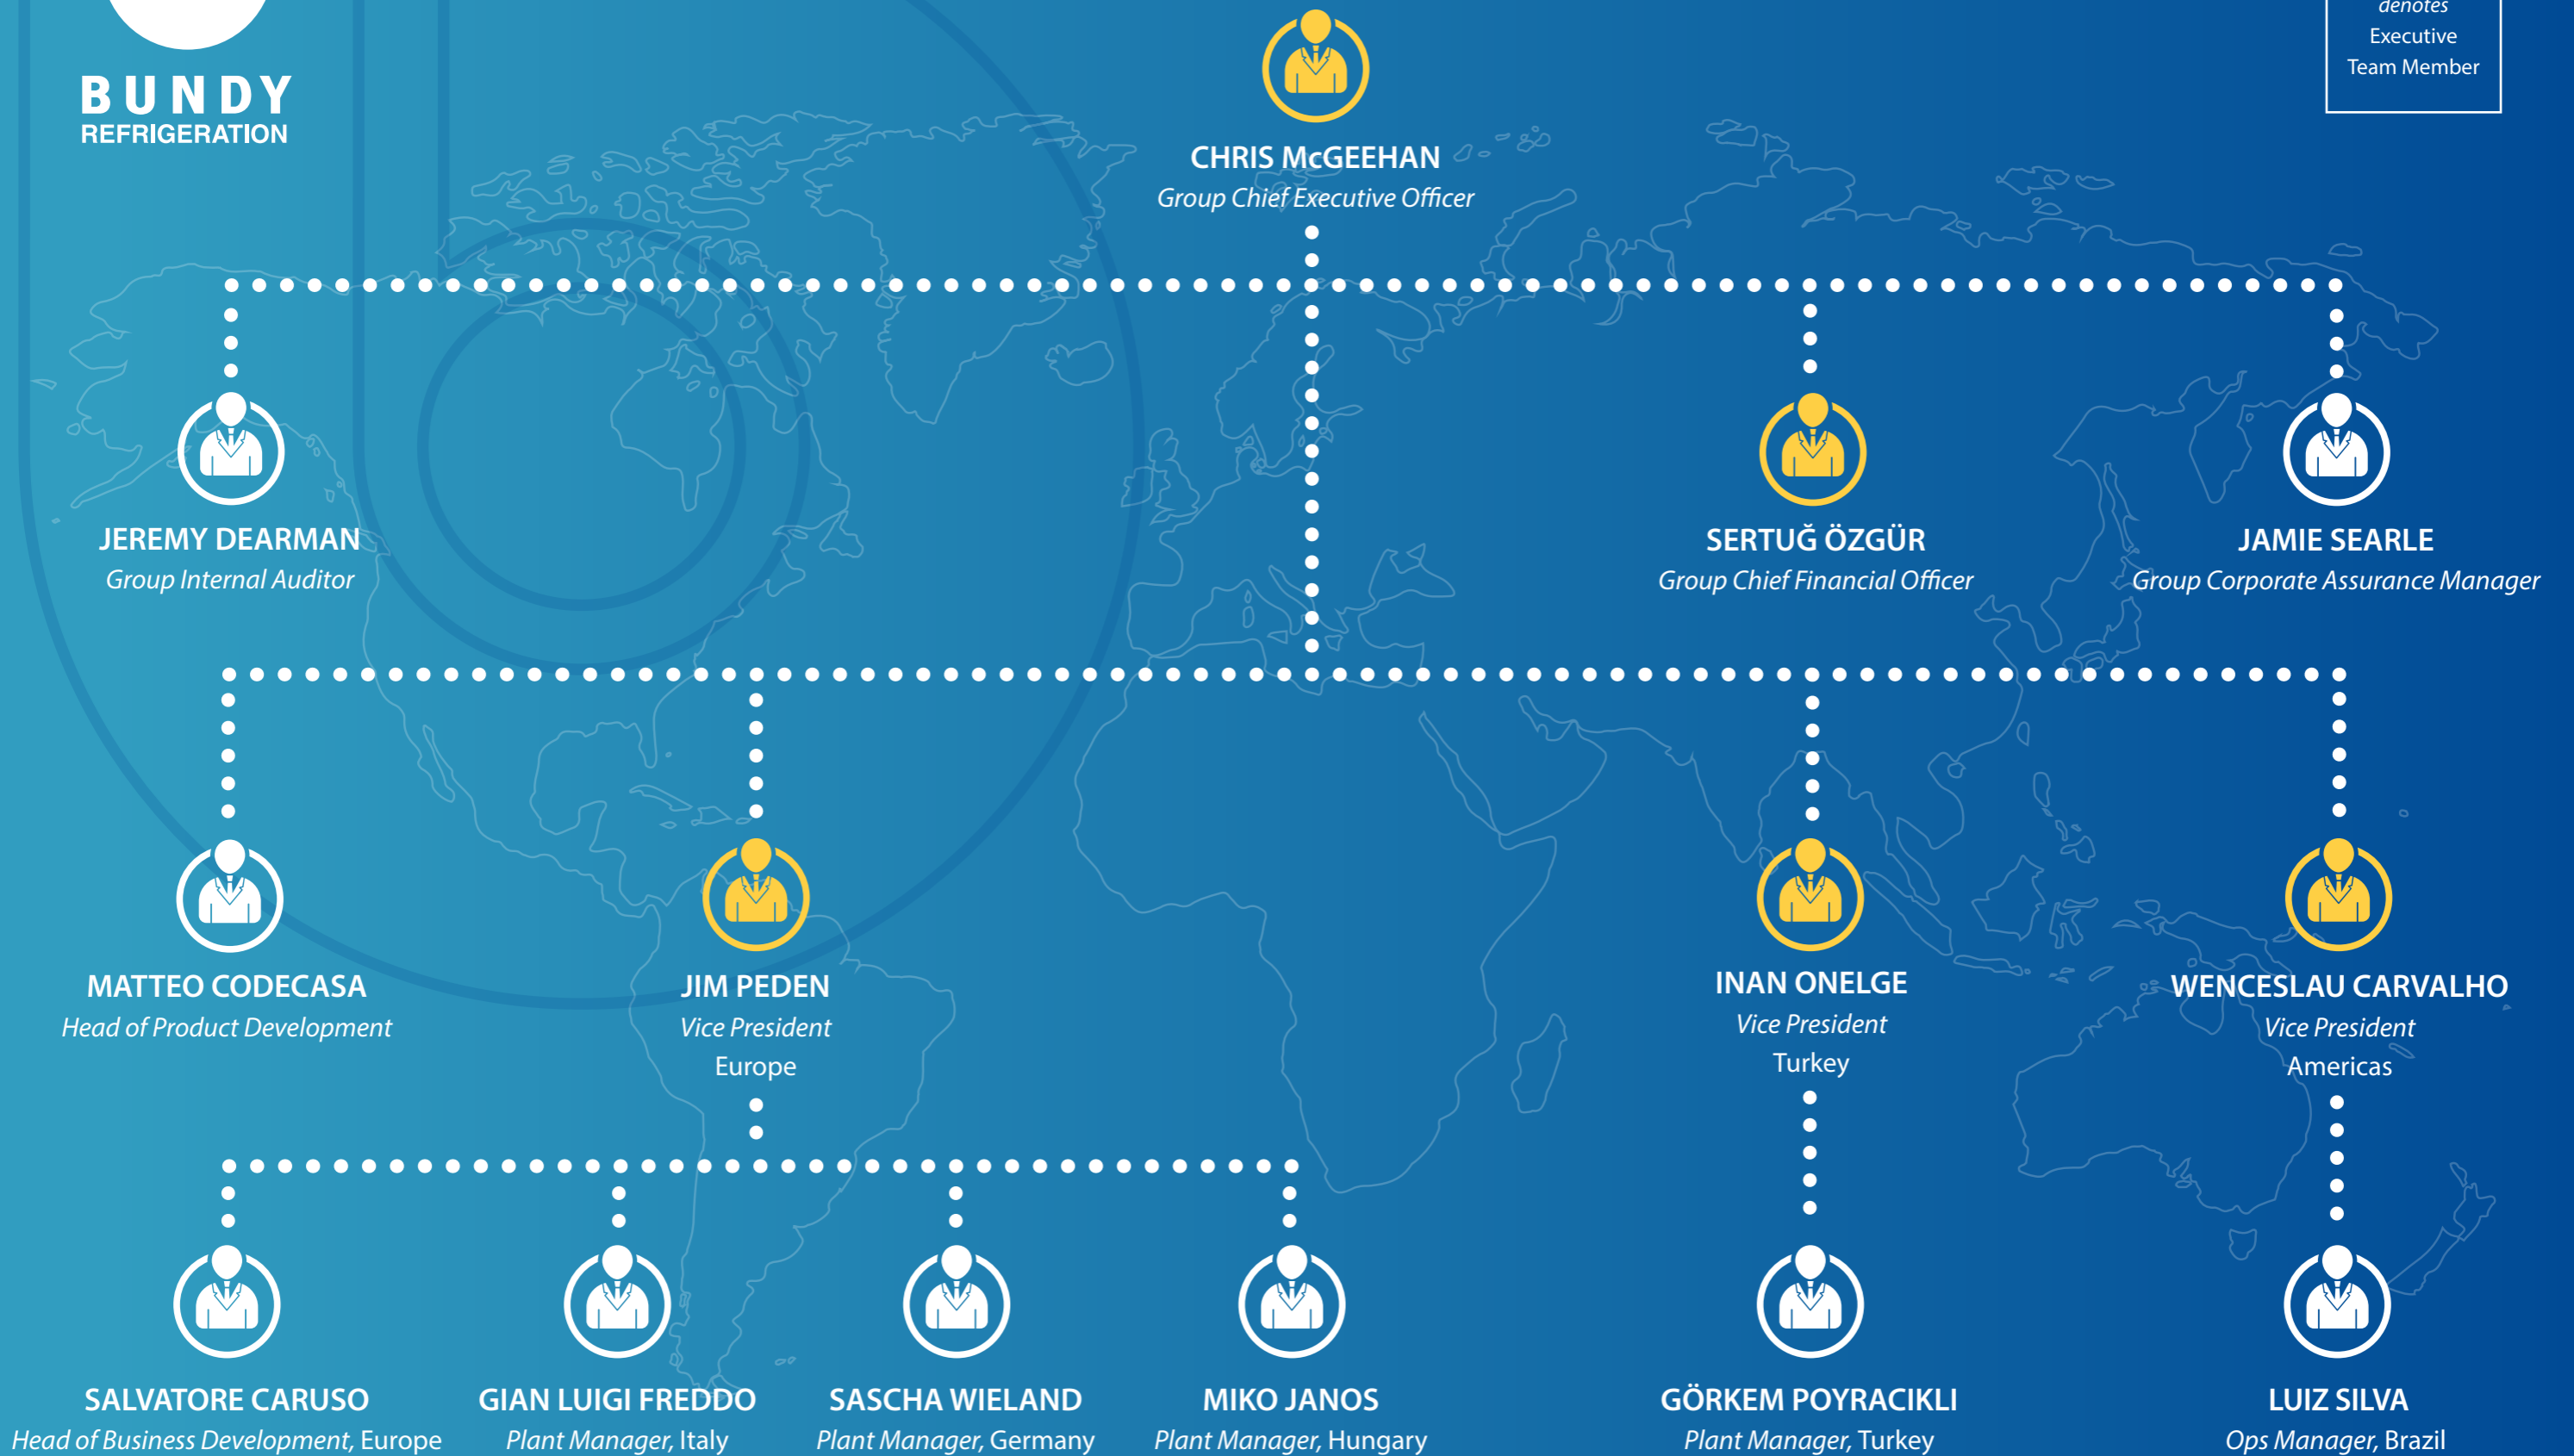 denotes
Executive
Team Member
BUNDY
REFRIGERATION
CHRIS McGEEHAN
Group Chief Executive Officer
JEREMY DEARMAN
Group Internal Auditor
SERTUĞ ÖZGÜR
Group Chief Financial Officer
JAMIE SEARLE
Group Corporate Assurance Manager
MATTEO CODECASA
Head of Product Development
JIM PEDEN
Vice President
Europe
INAN ONELGE
Vice President
Turkey
WENCESLAU CARVALHO
Vice President
Americas
SALVATORE CARUSO
Head of Business Development, Europe
GIAN LUIGI FREDDO
Plant Manager, Italy
SASCHA WIELAND
Plant Manager, Germany
MIKO JANOS
Plant Manager, Hungary
GÖRKEM POYRACIKLI
Plant Manager, Turkey
LUIZ SILVA
Ops Manager, Brazil